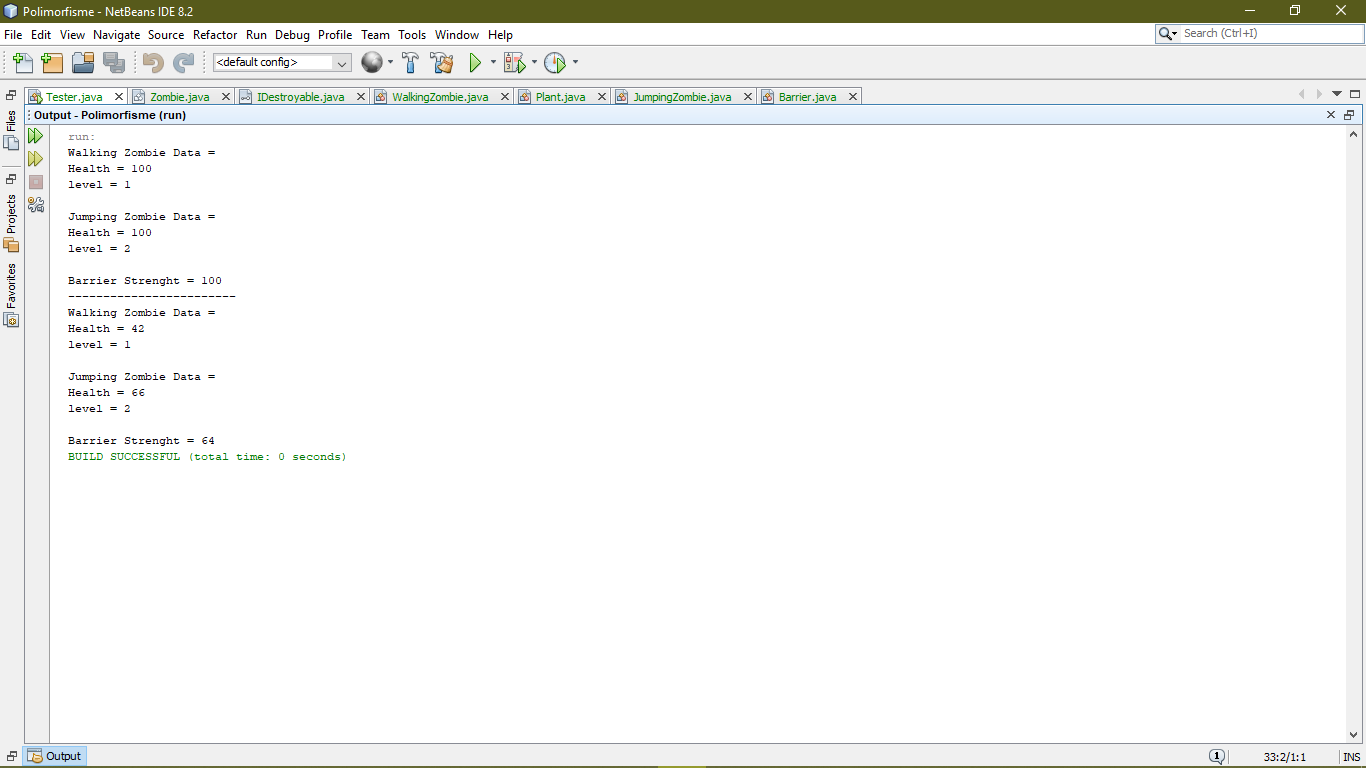 Polimorfisme - NetBeans IDE 8.2
File Edit View Navigate Source Refactor Run Debug Profile Team Tools Window Help
Search (Ctrl+I)
<default config>
Tester.java Zombie.java IDestroyable.java WalkingZombie.java Plant.java JumpingZombie.java Barrier.java
Output - Polimorfisme (run)
Files
Projects
Favorites
run:
Walking Zombie Data =
Health = 100
level = 1
Jumping Zombie Data =
Health = 100
level = 2
Barrier Strenght = 100
------------------------
Walking Zombie Data =
Health = 42
level = 1
Jumping Zombie Data =
Health = 66
level = 2
Barrier Strenght = 64
BUILD SUCCESSFUL (total time: 0 seconds)
Output
1
33:2/1:1
INS